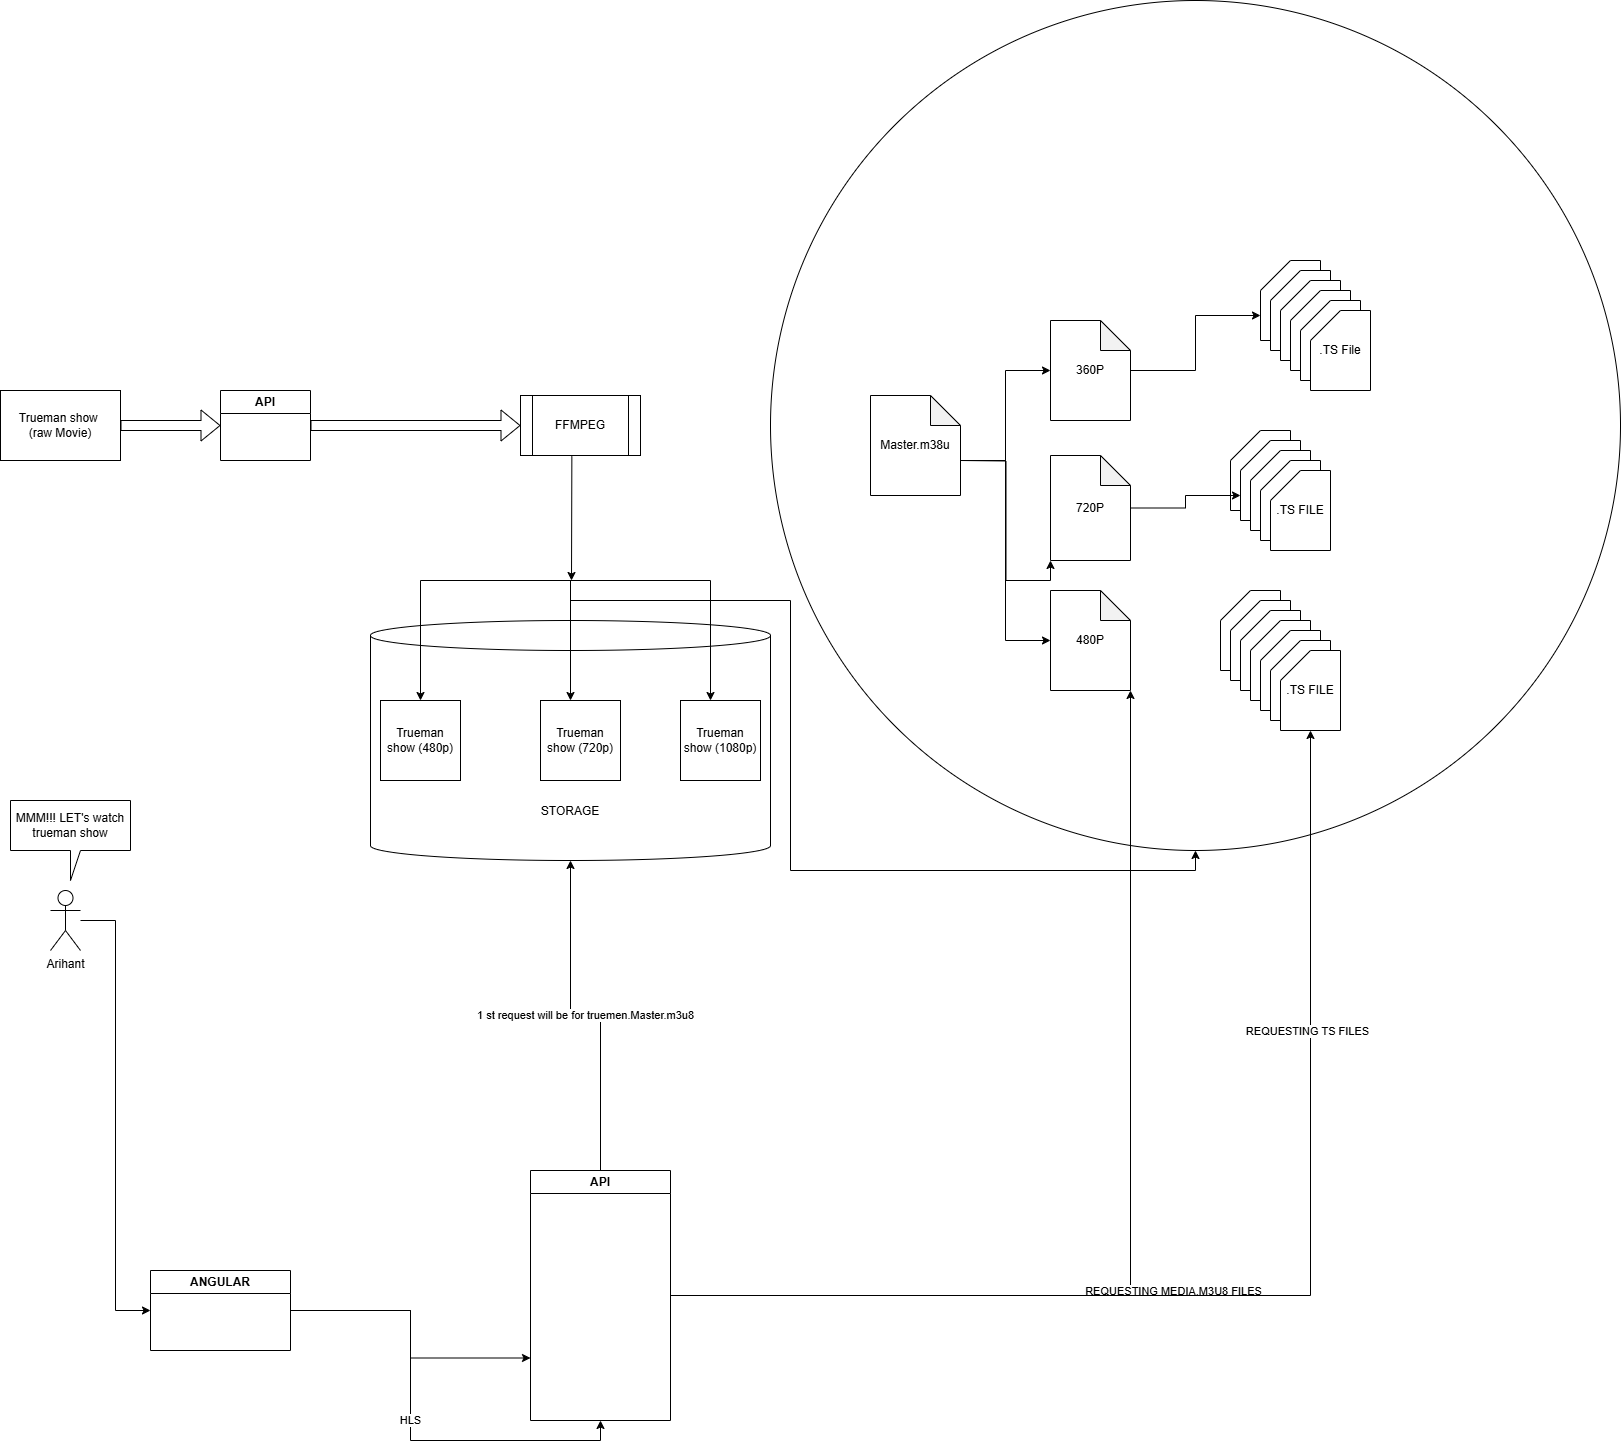 Trueman show
(raw Movie)
API
FFMPEG
Master.m38u
360P
720P
480P
.TS File
.TS FILE
.TS FILE
Trueman
show (480p)
Trueman
show (720p)
Trueman
show (1080p)
STORAGE
MMM!!! LET's watch
trueman show
Arihant
1 st request will be for truemen.Master.m3u8
REQUESTING TS FILES
API
ANGULAR
REQUESTING MEDIA.M3U8 FILES
HLS